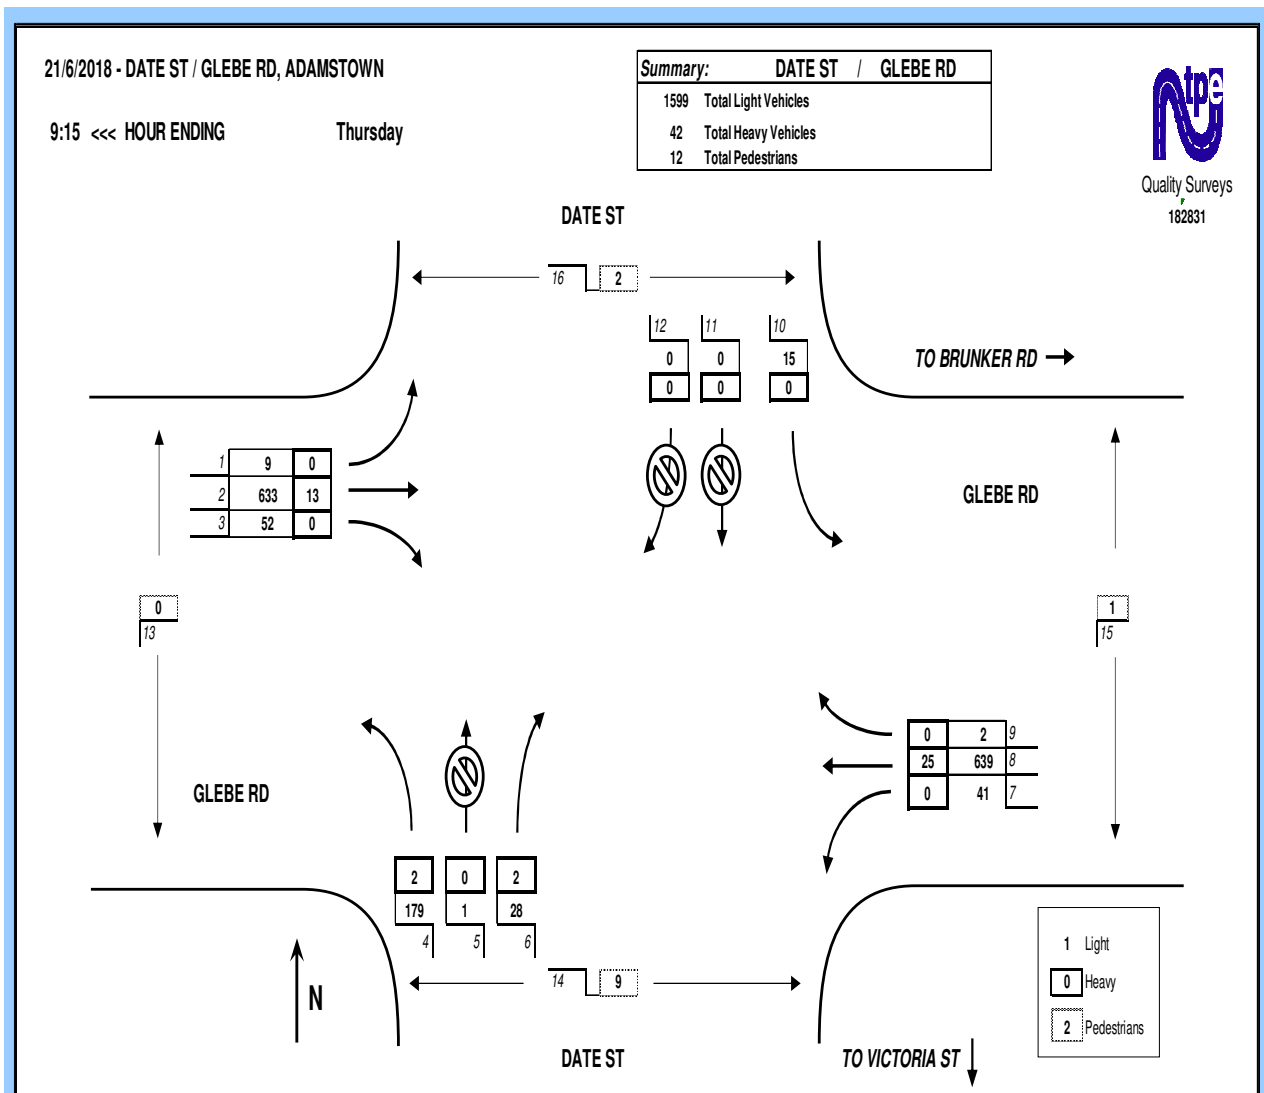 21/6/2018 - DATE ST / GLEBE RD, ADAMSTOWN
Summary: DATE ST / GLEBE RD
1599 Total Light Vehicles
42 Total Heavy Vehicles
12 Total Pedestrians
9:15 <<< HOUR ENDING Thursday
tpe
Quality Surveys
182831
DATE ST
16 2
12 11 10
0 0 15
0 0 0
TO BRUNKER RD
1 9 0
2 633 13
3 52 0
GLEBE RD
0
13
1
15
0 2 9
25 639 8
0 41 7
GLEBE RD
2 0 2
179 1 28
4 5 6
14 9
N
1 Light
0 Heavy
2 Pedestrians
DATE ST
TO VICTORIA ST